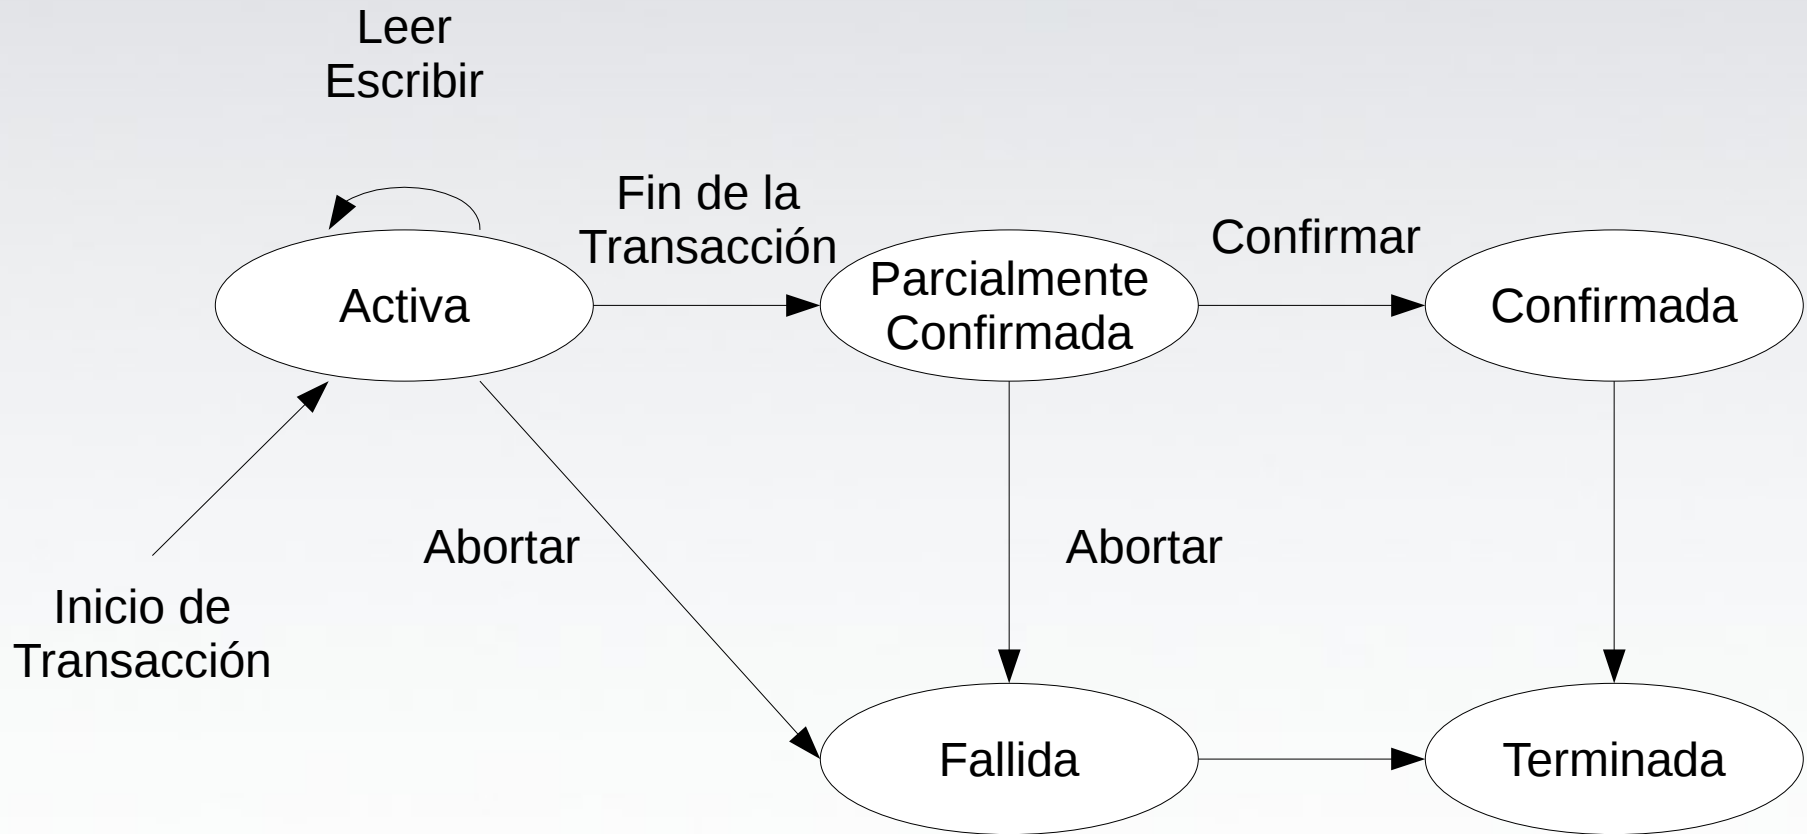 Leer
Escribir
Fin de la
Transacción
Confirmar
Activa
Parcialmente
Confirmada
Confirmada
Abortar
Abortar
Inicio de
Transacción
Fallida
Terminada